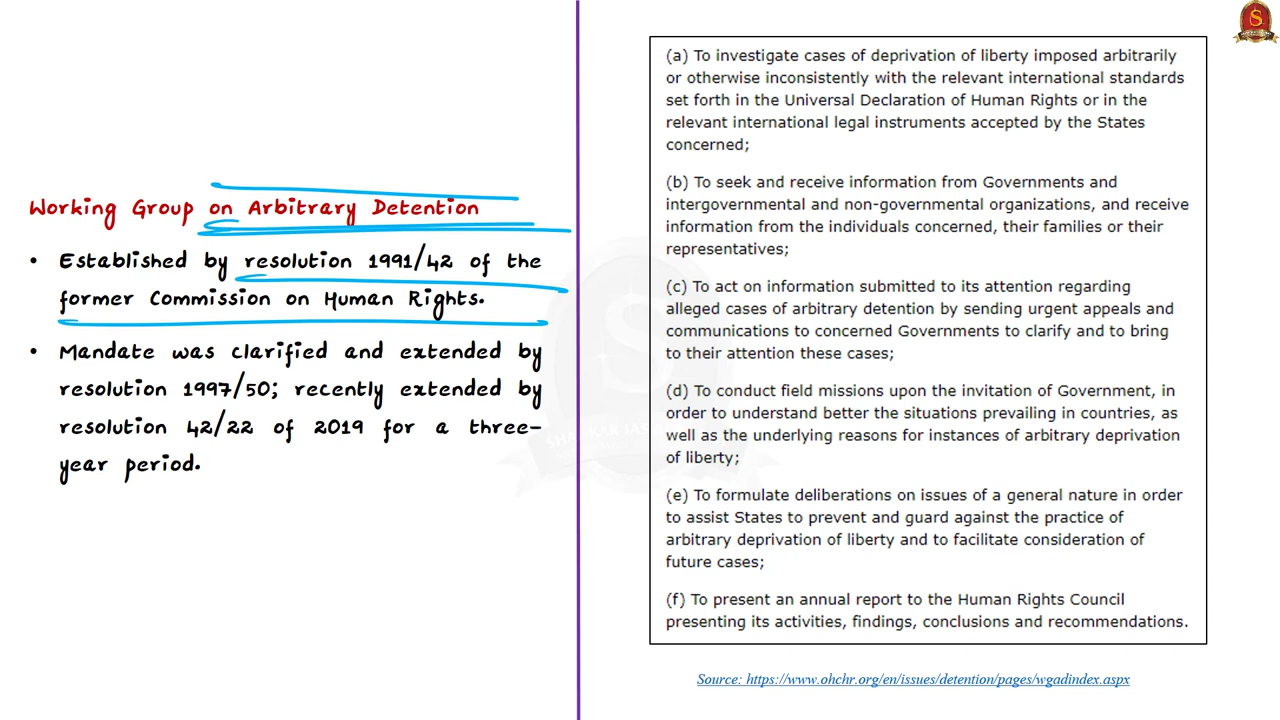 Working Group on Arbitrary Detention
• Established by resolution 1991/42 of the
former Commission on Human Rights.
• Mandate was clarified and extended by
resolution 1997/50; recently extended by
resolution 42/22 of 2019 for a three-
year period.
(a) To investigate cases of deprivation of liberty imposed arbitrarily
or otherwise inconsistently with the relevant international standards
set forth in the Universal Declaration of Human Rights or in the
relevant international legal instruments accepted by the States
concerned;
(b) To seek and receive information from Governments and
intergovernmental and non-governmental organizations, and receive
information from the individuals concerned, their families or their
representatives;
(c) To act on information submitted to its attention regarding
alleged cases of arbitrary detention by sending urgent appeals and
communications to concerned Governments to clarify and to bring
to their attention these cases;
(d) To conduct field missions upon the invitation of Government, in
order to understand better the situations prevailing in countries, as
well as the underlying reasons for instances of arbitrary deprivation
of liberty;
(e) To formulate deliberations on issues of a general nature in order
to assist States to prevent and guard against the practice of
arbitrary deprivation of liberty and to facilitate consideration of
future cases;
(f) To present an annual report to the Human Rights Council
presenting its activities, findings, conclusions and recommendations.
Source: https://www.ohchr.org/en/issues/detention/pages/wgadindex.aspx